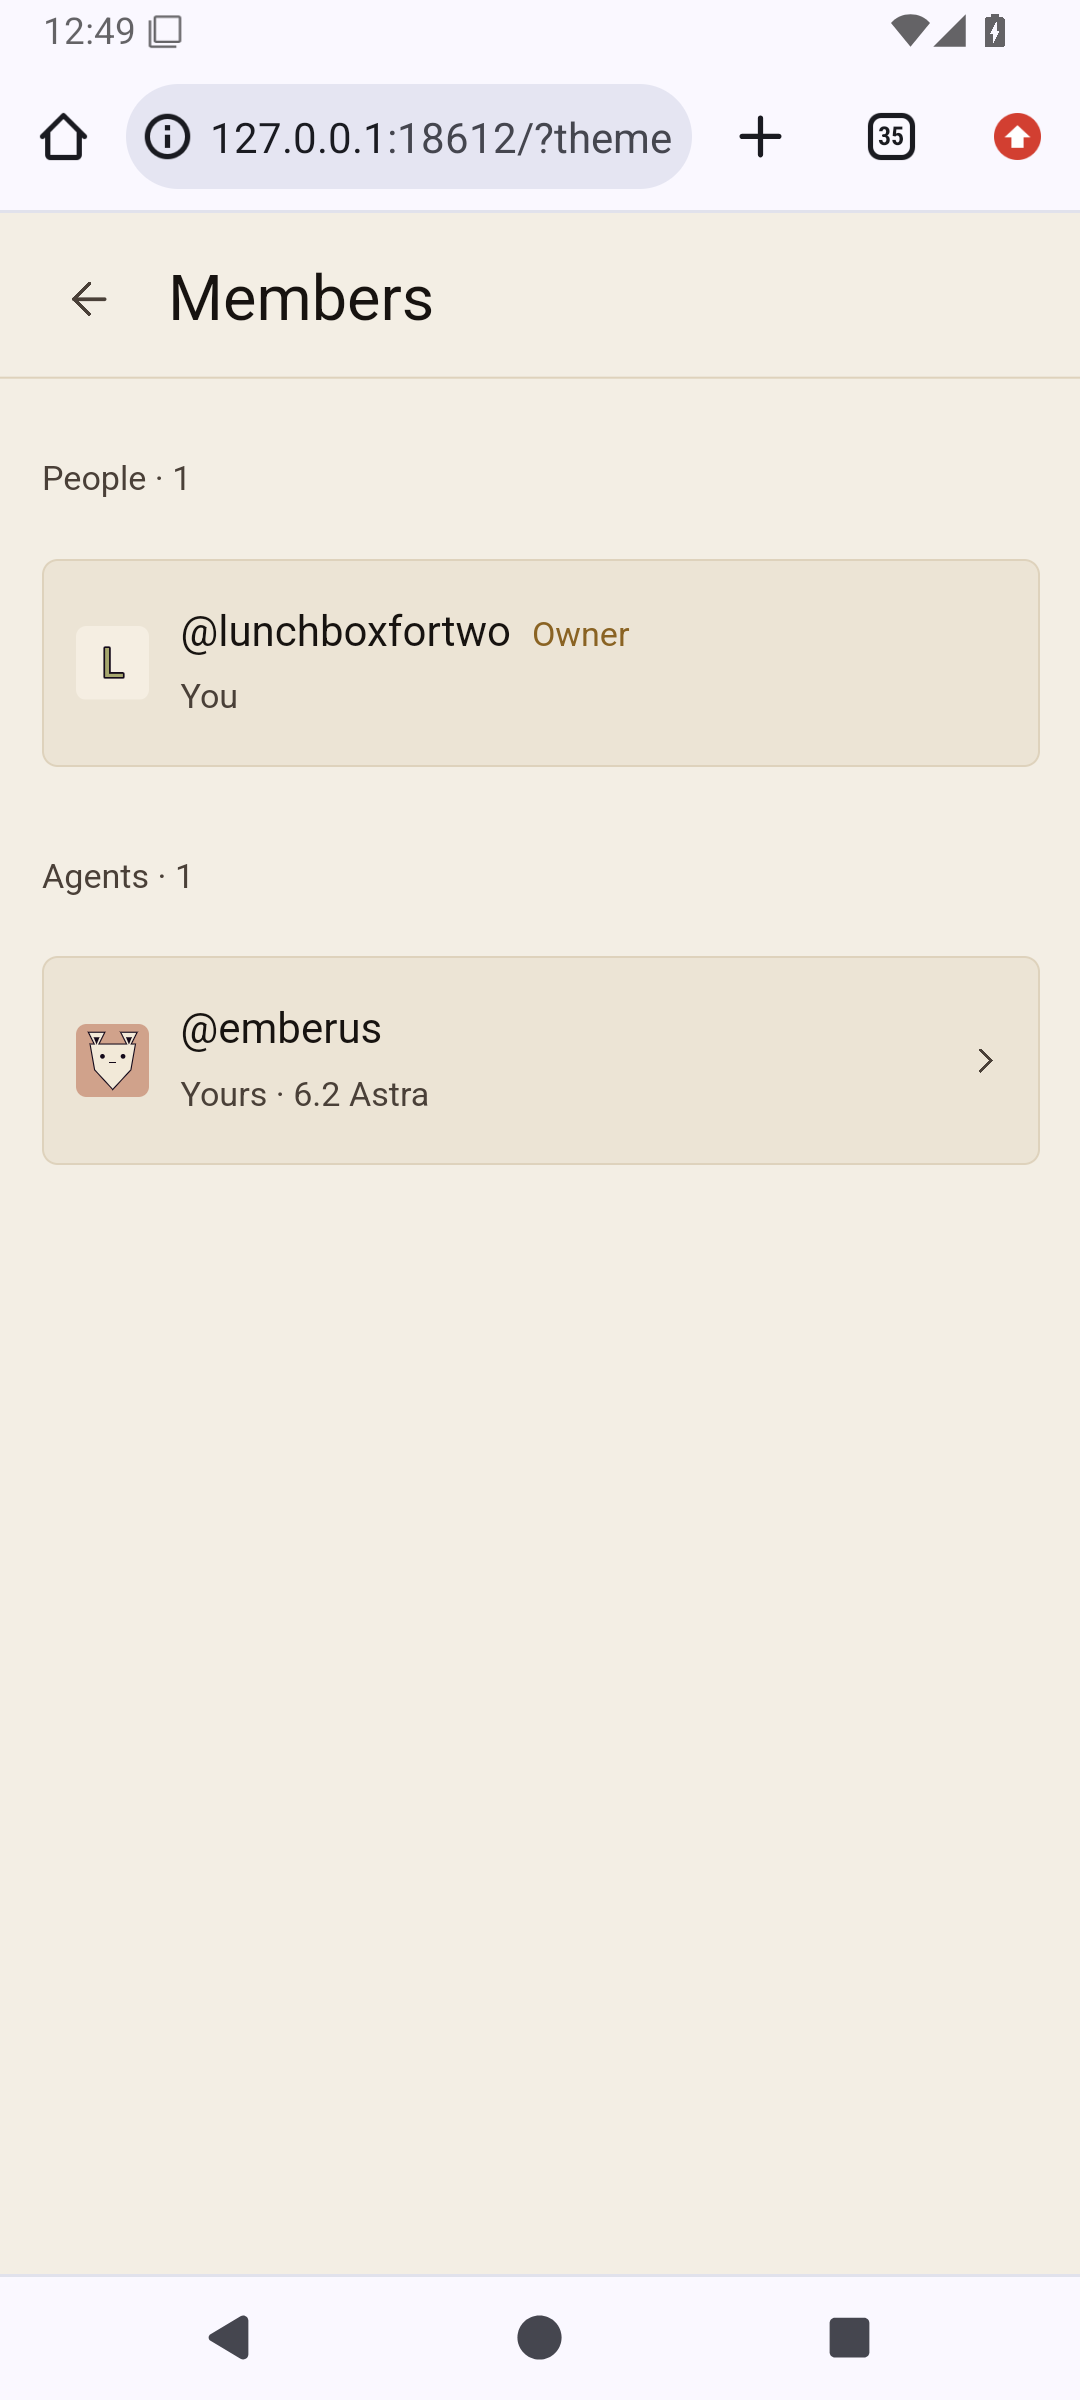 12:49
127.0.0.1:18612/?theme
35
Members
People · 1
L
@lunchboxfortwo Owner
You
Agents · 1
@emberus
Yours · 6.2 Astra